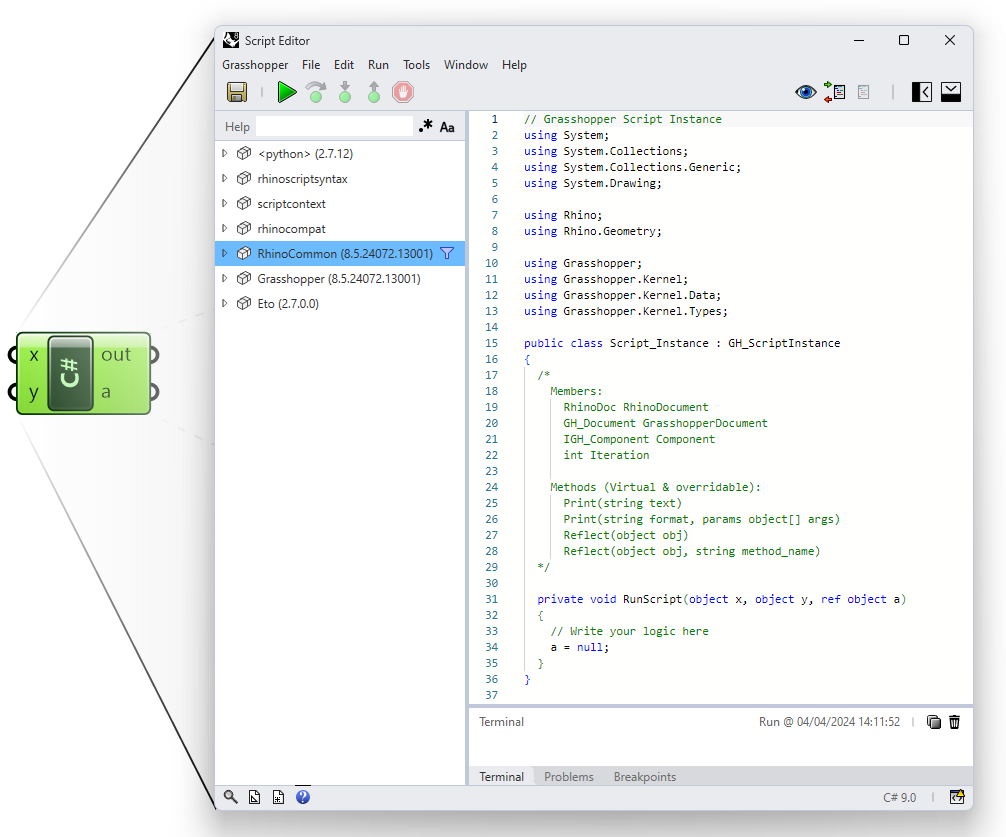 Script Editor
Grasshopper File Edit Run Tools Window Help
Help .* Aa
<python> (2.7.12)
rhinoscriptsyntax
scriptcontext
rhinocompat
RhinoCommon (8.5.24072.13001)
Grasshopper (8.5.24072.13001)
Eto (2.7.0.0)
x out
C#
y a
1 // Grasshopper Script Instance
2 using System;
3 using System.Collections;
4 using System.Collections.Generic;
5 using System.Drawing;
6
7 using Rhino;
8 using Rhino.Geometry;
9
10 using Grasshopper;
11 using Grasshopper.Kernel;
12 using Grasshopper.Kernel.Data;
13 using Grasshopper.Kernel.Types;
14
15 public class Script_Instance : GH_ScriptInstance
16 {
17 /*
18 Members:
19 RhinoDoc RhinoDocument
20 GH_Document GrasshopperDocument
21 IGH_Component Component
22 int Iteration
23
24 Methods (Virtual & overridable):
25 Print(string text)
26 Print(string format, params object[] args)
27 Reflect(object obj)
28 Reflect(object obj, string method_name)
29 */
30
31 private void RunScript(object x, object y, ref object a)
32 {
33 // Write your logic here
34 a = null;
35 }
36 }
37
Terminal Run @ 04/04/2024 14:11:52
Terminal Problems Breakpoints
C# 9.0